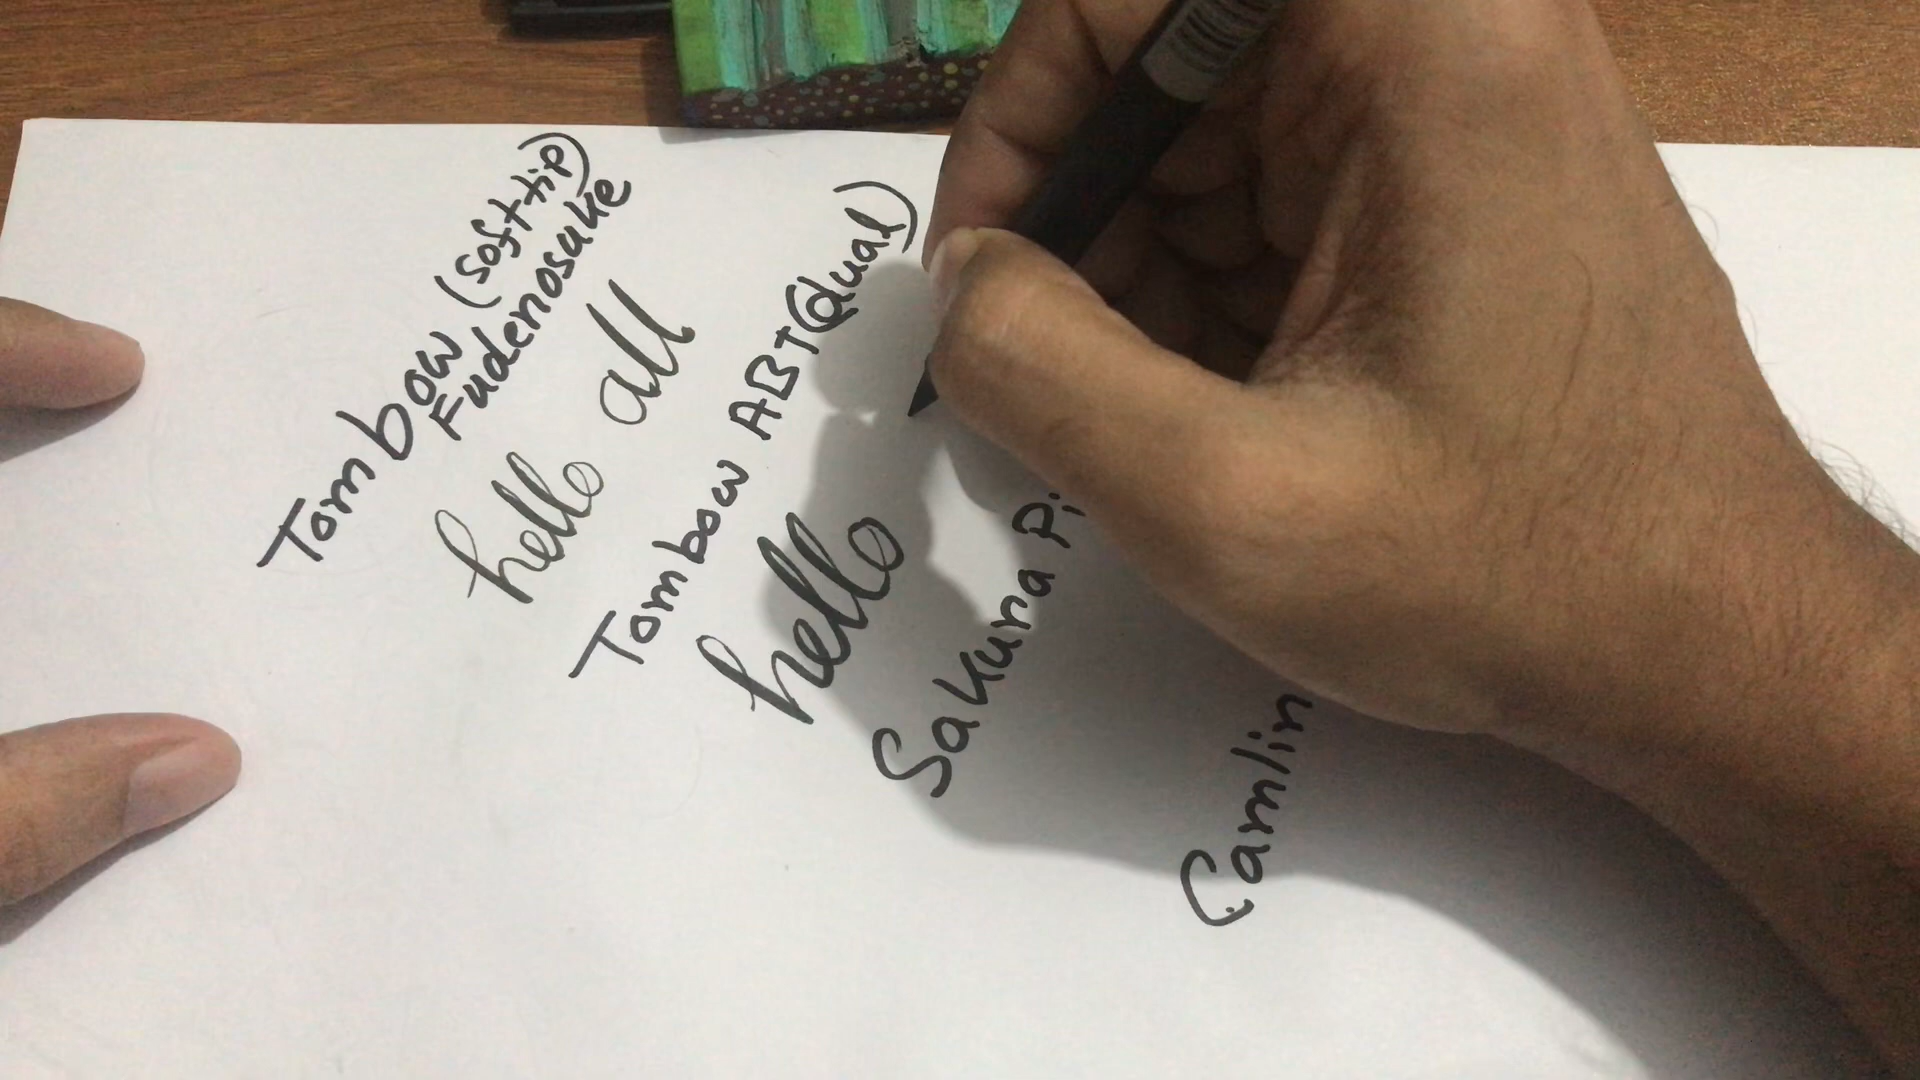 Tombow (soft tip)
Fudenosuke
hello all
Tombow ABT (dual)
hello
Sakura Pi
Camlin